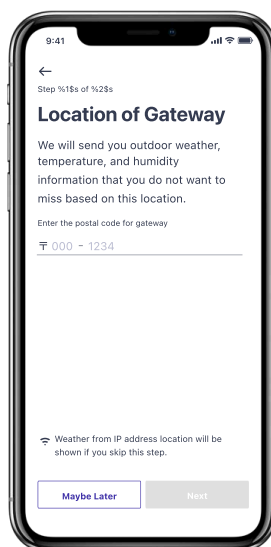 9:41
Step %1$s of %2$s
Location of Gateway
We will send you outdoor weather,
temperature, and humidity
information that you do not want to
miss based on this location.
Enter the postal code for gateway
〒 000 - 1234
Weather from IP address location will be
shown if you skip this step.
Maybe Later Next